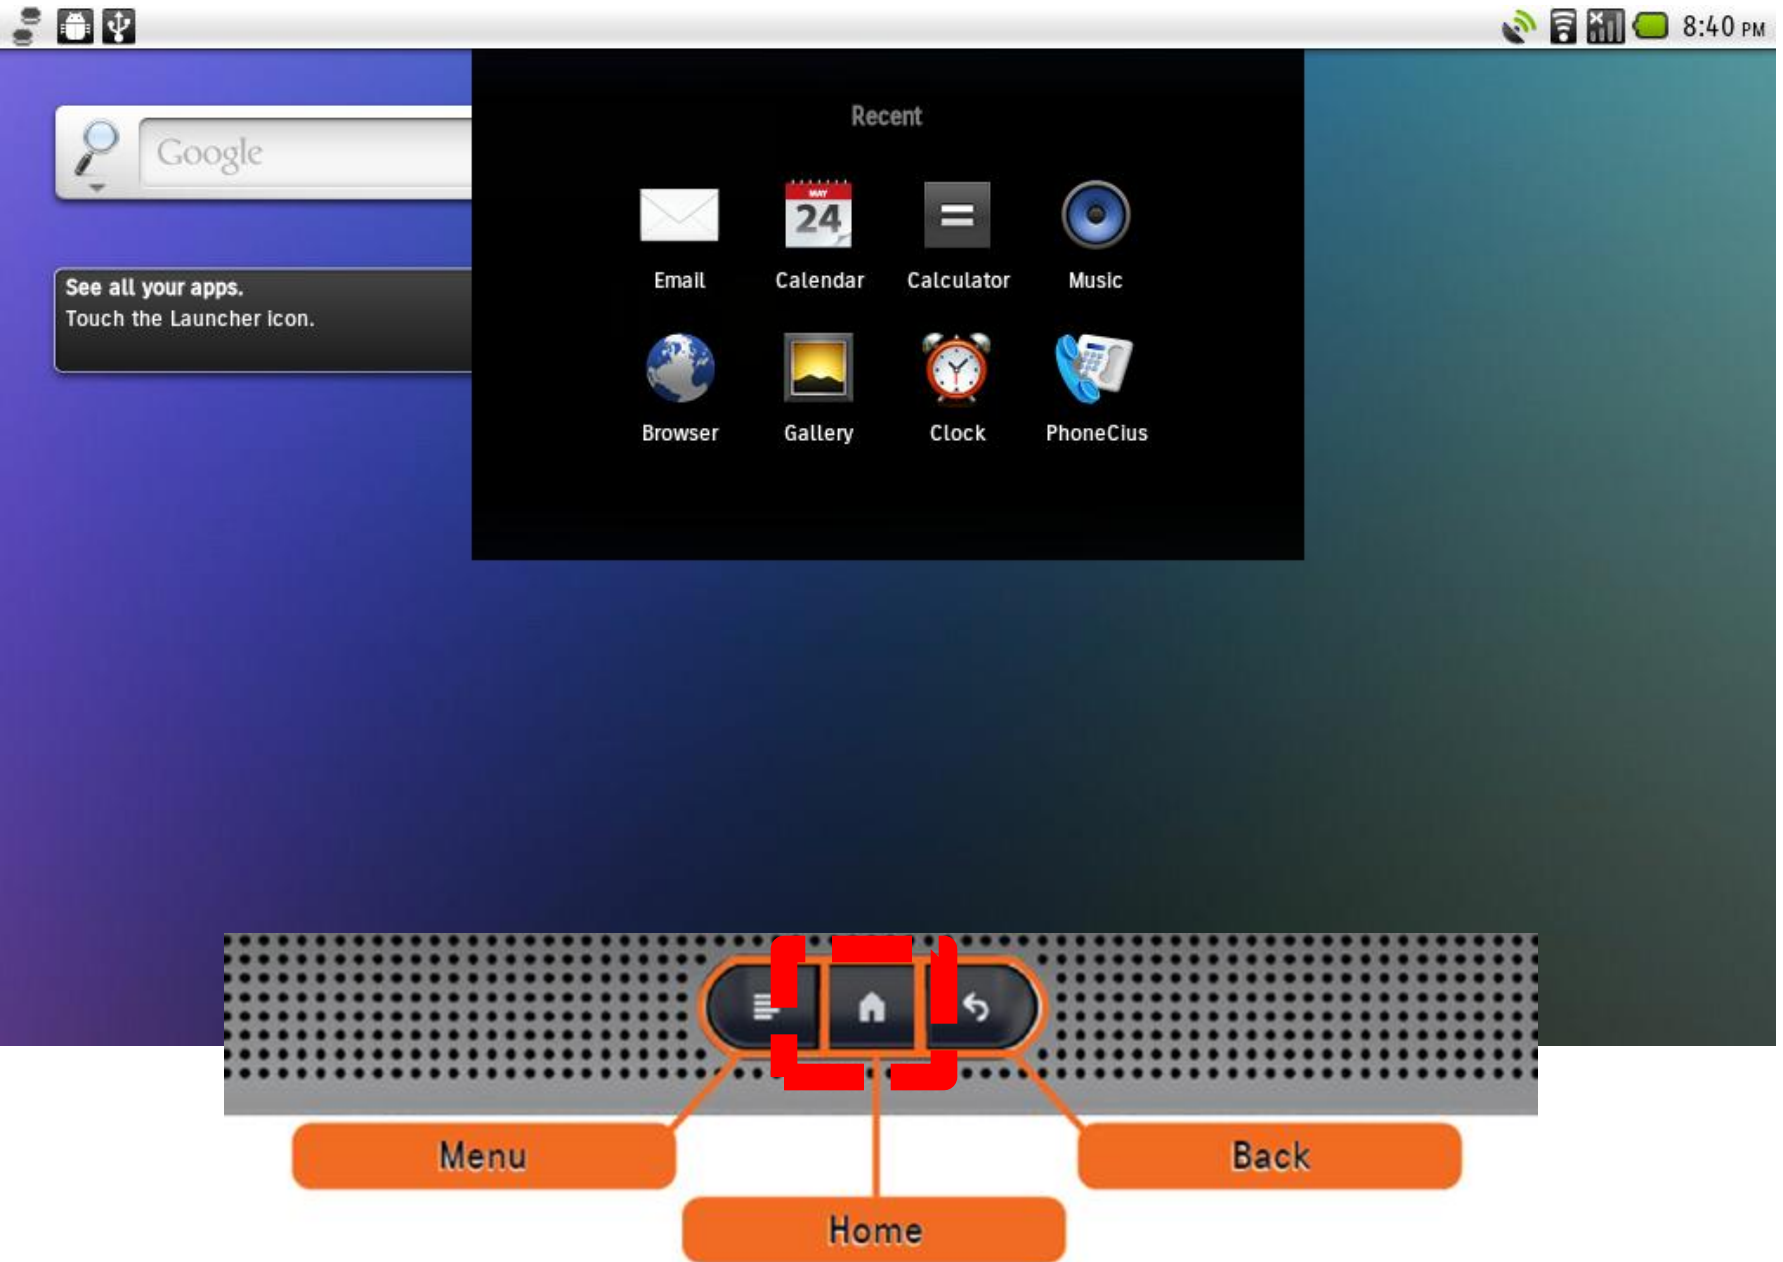 8:40 PM
Recent
Google
MAY
24
Email Calendar Calculator Music
See all your apps.
Touch the Launcher icon.
Browser Gallery Clock PhoneCius
Menu
Back
Home